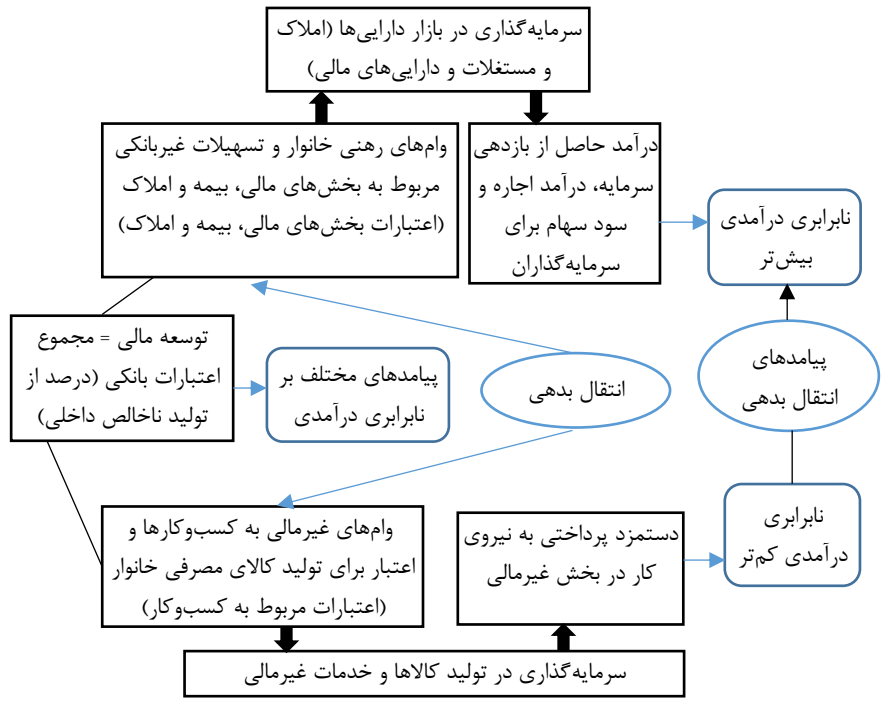 سرمایه‌گذاری در بازار دارایی‌ها (املاک
و مستغلات و دارایی‌های مالی)
وام‌های رهنی خانوار و تسهیلات غیربانکی
مربوط به بخش‌های مالی، بیمه و املاک
(اعتبارات بخش‌های مالی، بیمه و املاک)
درآمد حاصل از بازدهی
سرمایه، درآمد اجاره و
سود سهام برای
سرمایه‌گذاران
نابرابری درآمدی
بیش‌تر
توسعه مالی = مجموع
اعتبارات بانکی (درصد از
تولید ناخالص داخلی)
پیامدهای مختلف بر
نابرابری درآمدی
انتقال بدهی
پیامدهای
انتقال بدهی
وام‌های غیرمالی به کسب‌وکارها و
اعتبار برای تولید کالای مصرفی خانوار
(اعتبارات مربوط به کسب‌وکار)
دستمزد پرداختی به نیروی
کار در بخش غیرمالی
نابرابری
درآمدی کم‌تر
سرمایه‌گذاری در تولید کالاها و خدمات غیرمالی